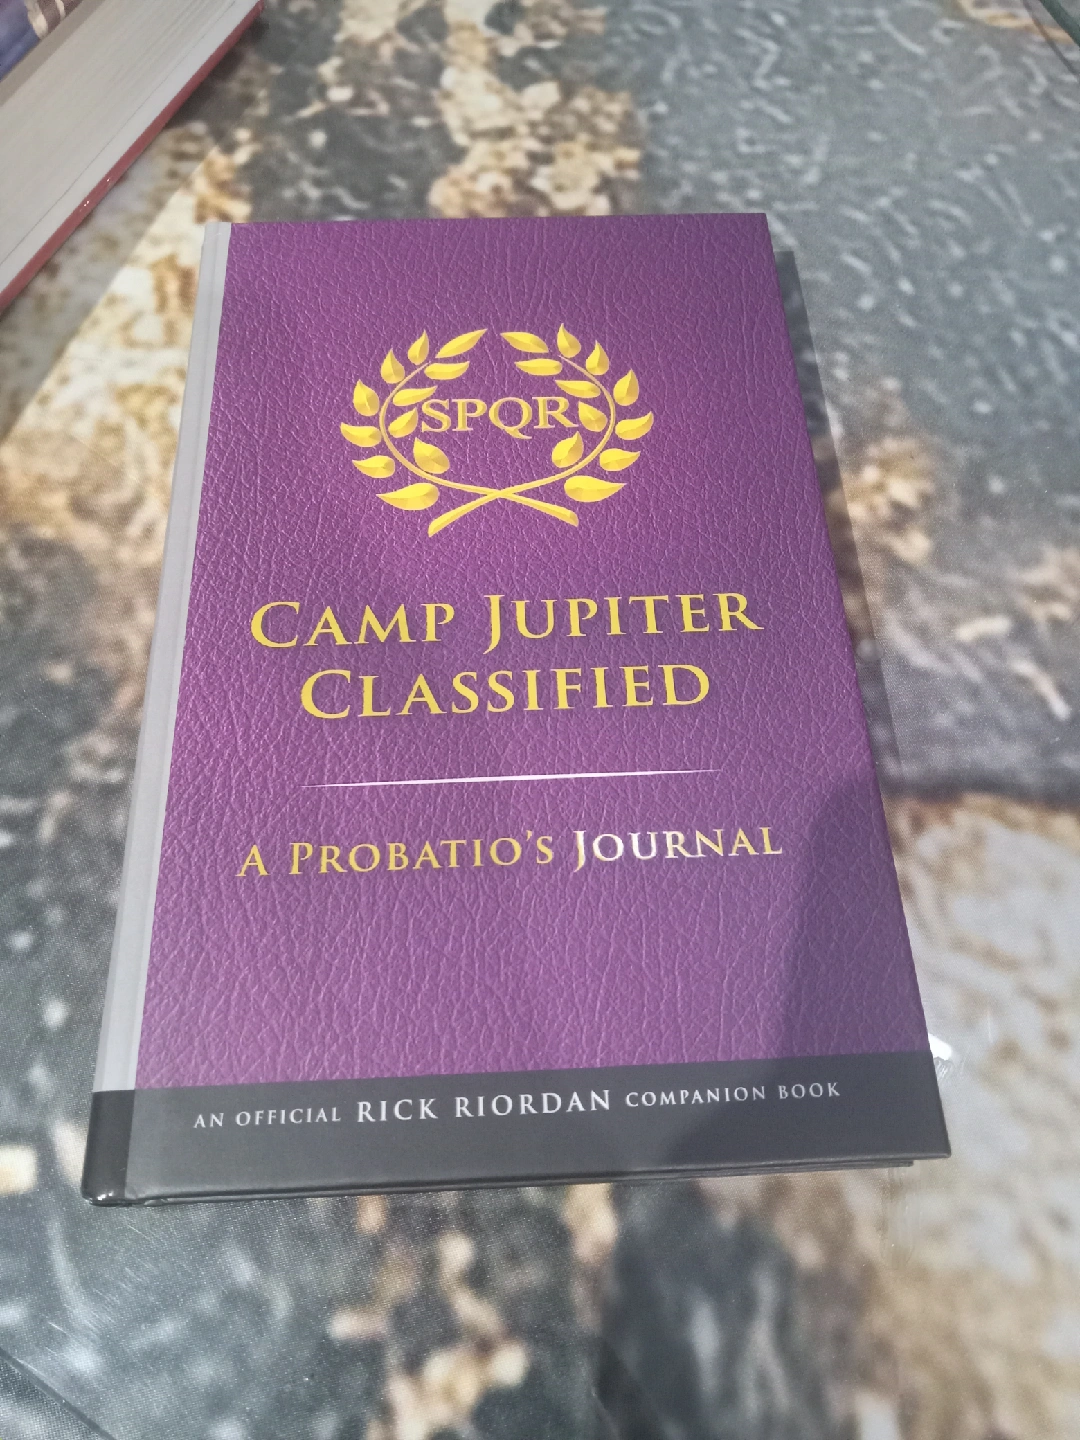 SPQR
CAMP JUPITER
CLASSIFIED
A PROBATIO'S JOURNAL
AN OFFICIAL RICK RIORDAN COMPANION BOOK